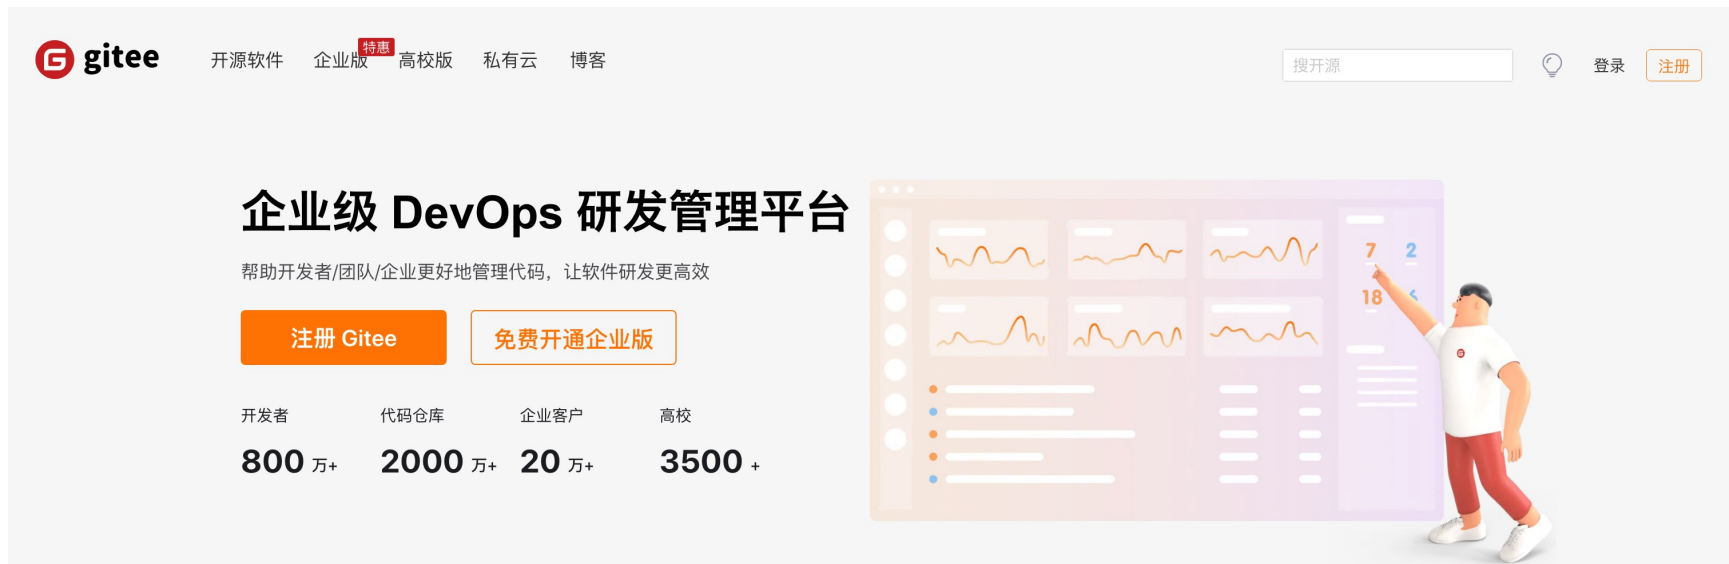 gitee
开源软件 企业版 特惠 高校版 私有云 博客
搜开源
登录
注册
企业级 DevOps 研发管理平台
帮助开发者/团队/企业更好地管理代码，让软件研发更高效
注册 Gitee
免费开通企业版
开发者 代码仓库 企业客户 高校
800 万+ 2000 万+ 20 万+ 3500 +
7 2
18